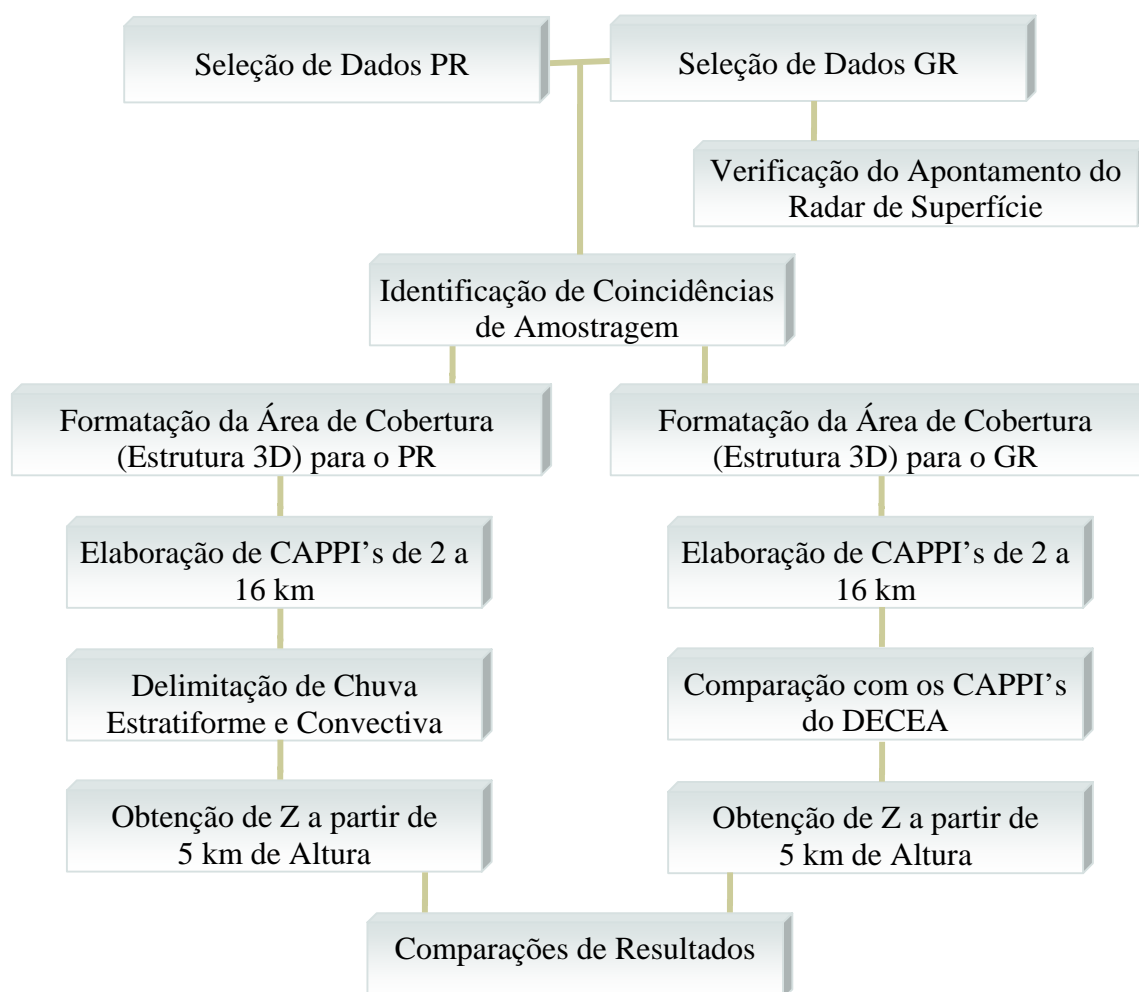 Seleção de Dados PR
Seleção de Dados GR
Verificação do Apontamento do
Radar de Superfície
Identificação de Coincidências
de Amostragem
Formatação da Área de Cobertura
(Estrutura 3D) para o PR
Formatação da Área de Cobertura
(Estrutura 3D) para o GR
Elaboração de CAPPI’s de 2 a
16 km
Elaboração de CAPPI’s de 2 a
16 km
Delimitação de Chuva
Estratiforme e Convectiva
Comparação com os CAPPI’s
do DECEA
Obtenção de Z a partir de
5 km de Altura
Obtenção de Z a partir de
5 km de Altura
Comparações de Resultados